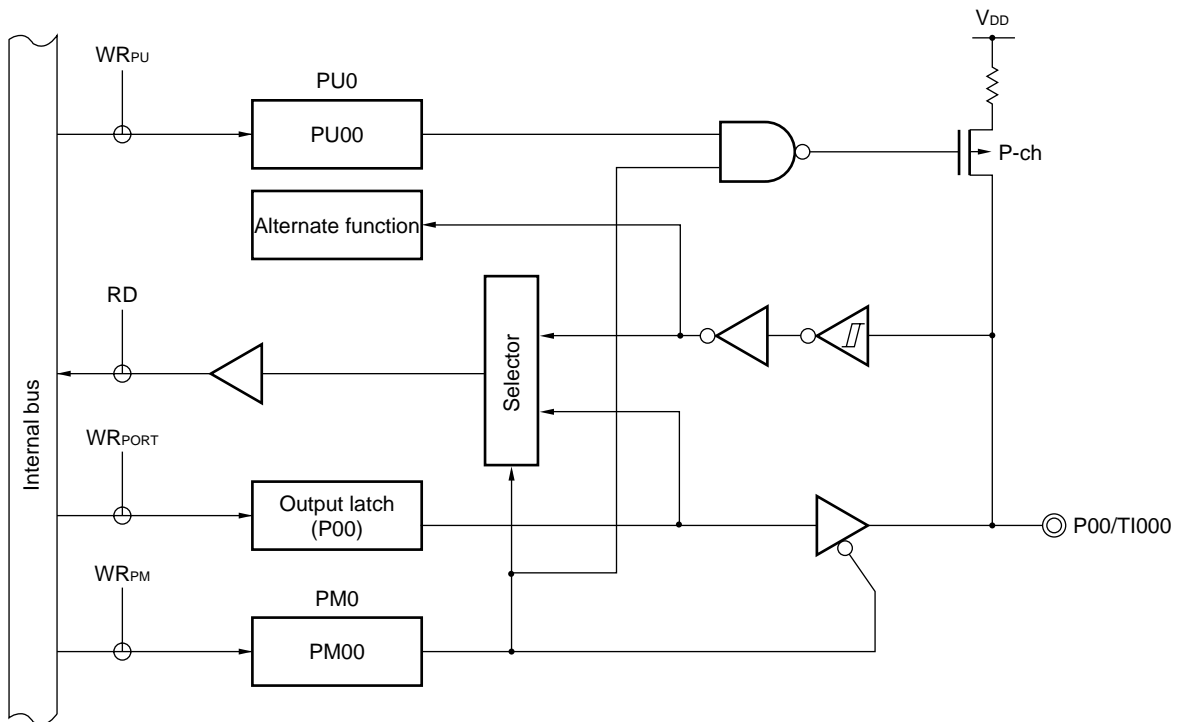 VDD
WRPU
PU0
PU00
P-ch
Alternate function
RD
Selector
Internal bus
WRPORT
Output latch
(P00)
P00/TI000
WRPM
PM0
PM00